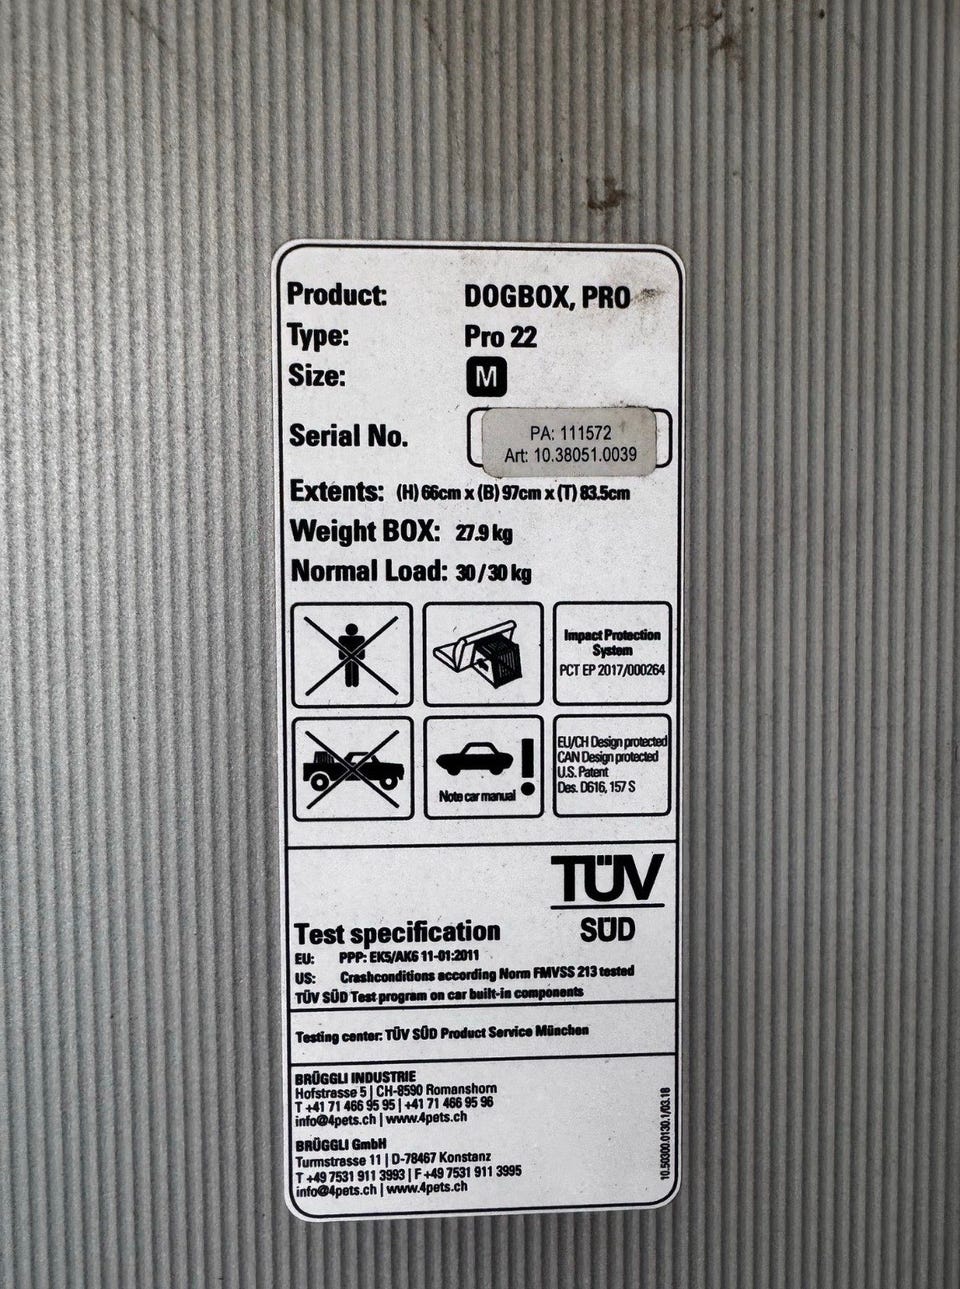 Product: DOGBOX, PRO
Type: Pro 22
Size: M
Serial No. PA: 111572
Art: 10.38051.0039
Extents: (H) 66cm x (B) 97cm x (T) 83.5cm
Weight BOX: 27.9 kg
Normal Load: 30/30 kg
Impact Protection
System
PCT EP 2017/000264
Note car manual
EU/CH Design protected
CAN Design protected
U.S. Patent
Des. D616, 157 S
TÜV
SÜD
Test specification
EU: PPP: EK5/AK6 11-01:2011
US: Crashconditions according Norm FMVSS 213 tested
TÜV SÜD Test program on car built-in components
Testing center: TÜV SÜD Product Service München
BRÜGGLI INDUSTRIE
Hofstrasse 5 | CH-8590 Romanshorn
T +41 71 466 95 95 | +41 71 466 95 96
info@4pets.ch | www.4pets.ch
BRÜGGLI GmbH
Turmstrasse 11 | D-78467 Konstanz
T +49 7531 911 3993 | F +49 7531 911 3995
info@4pets.ch | www.4pets.ch
10.50300.0130.1/03.18